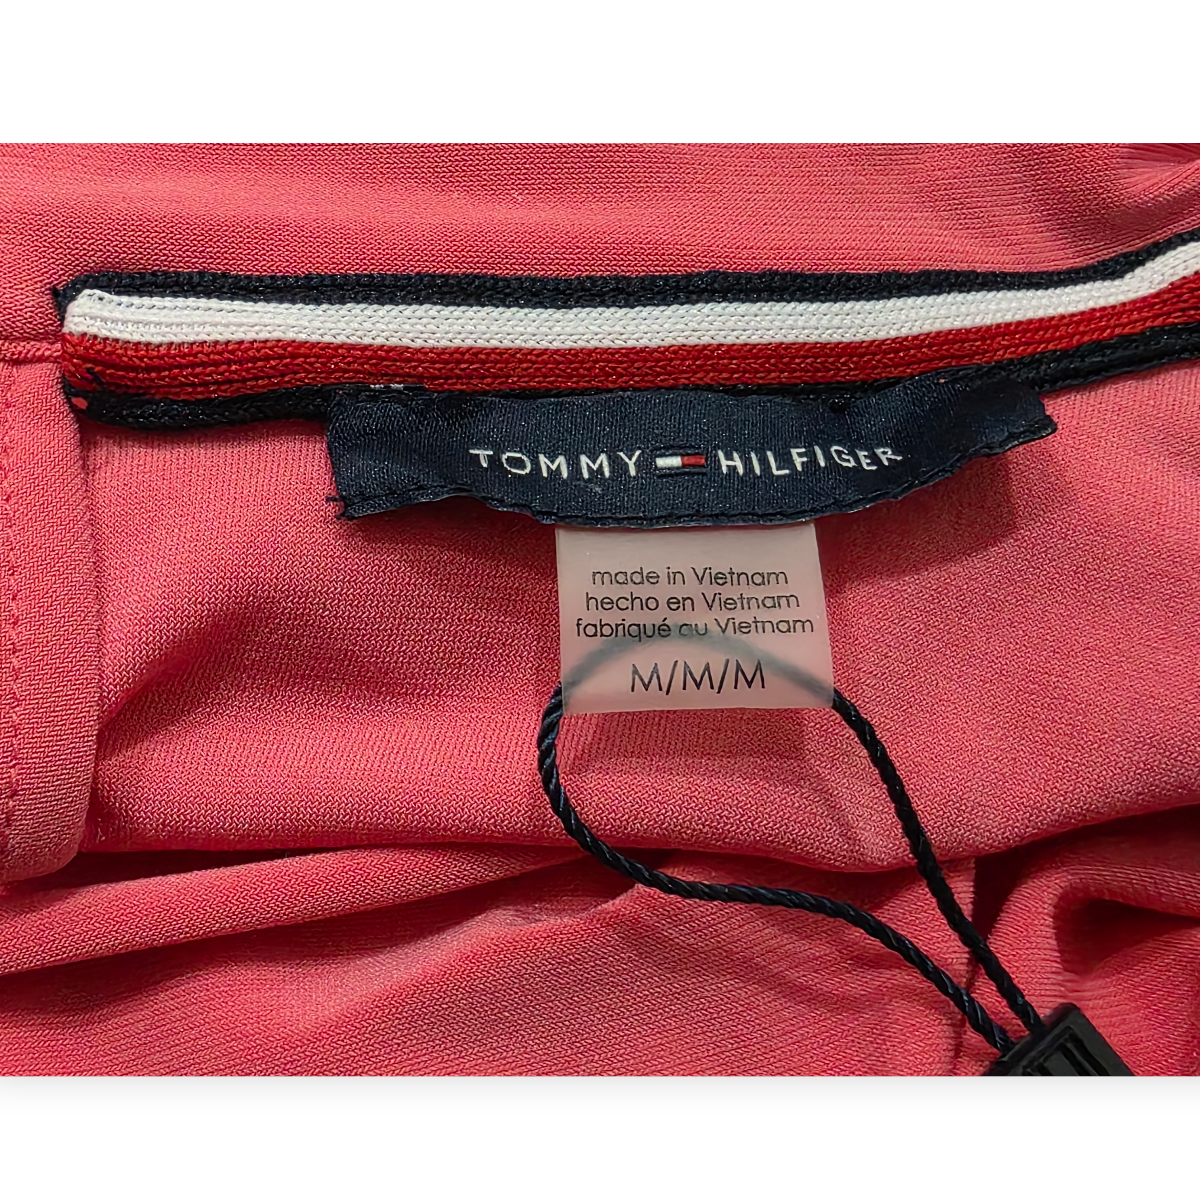 TOMMY HILFIGER
made in Vietnam
hecho en Vietnam
fabriqué au Vietnam
M/M/M